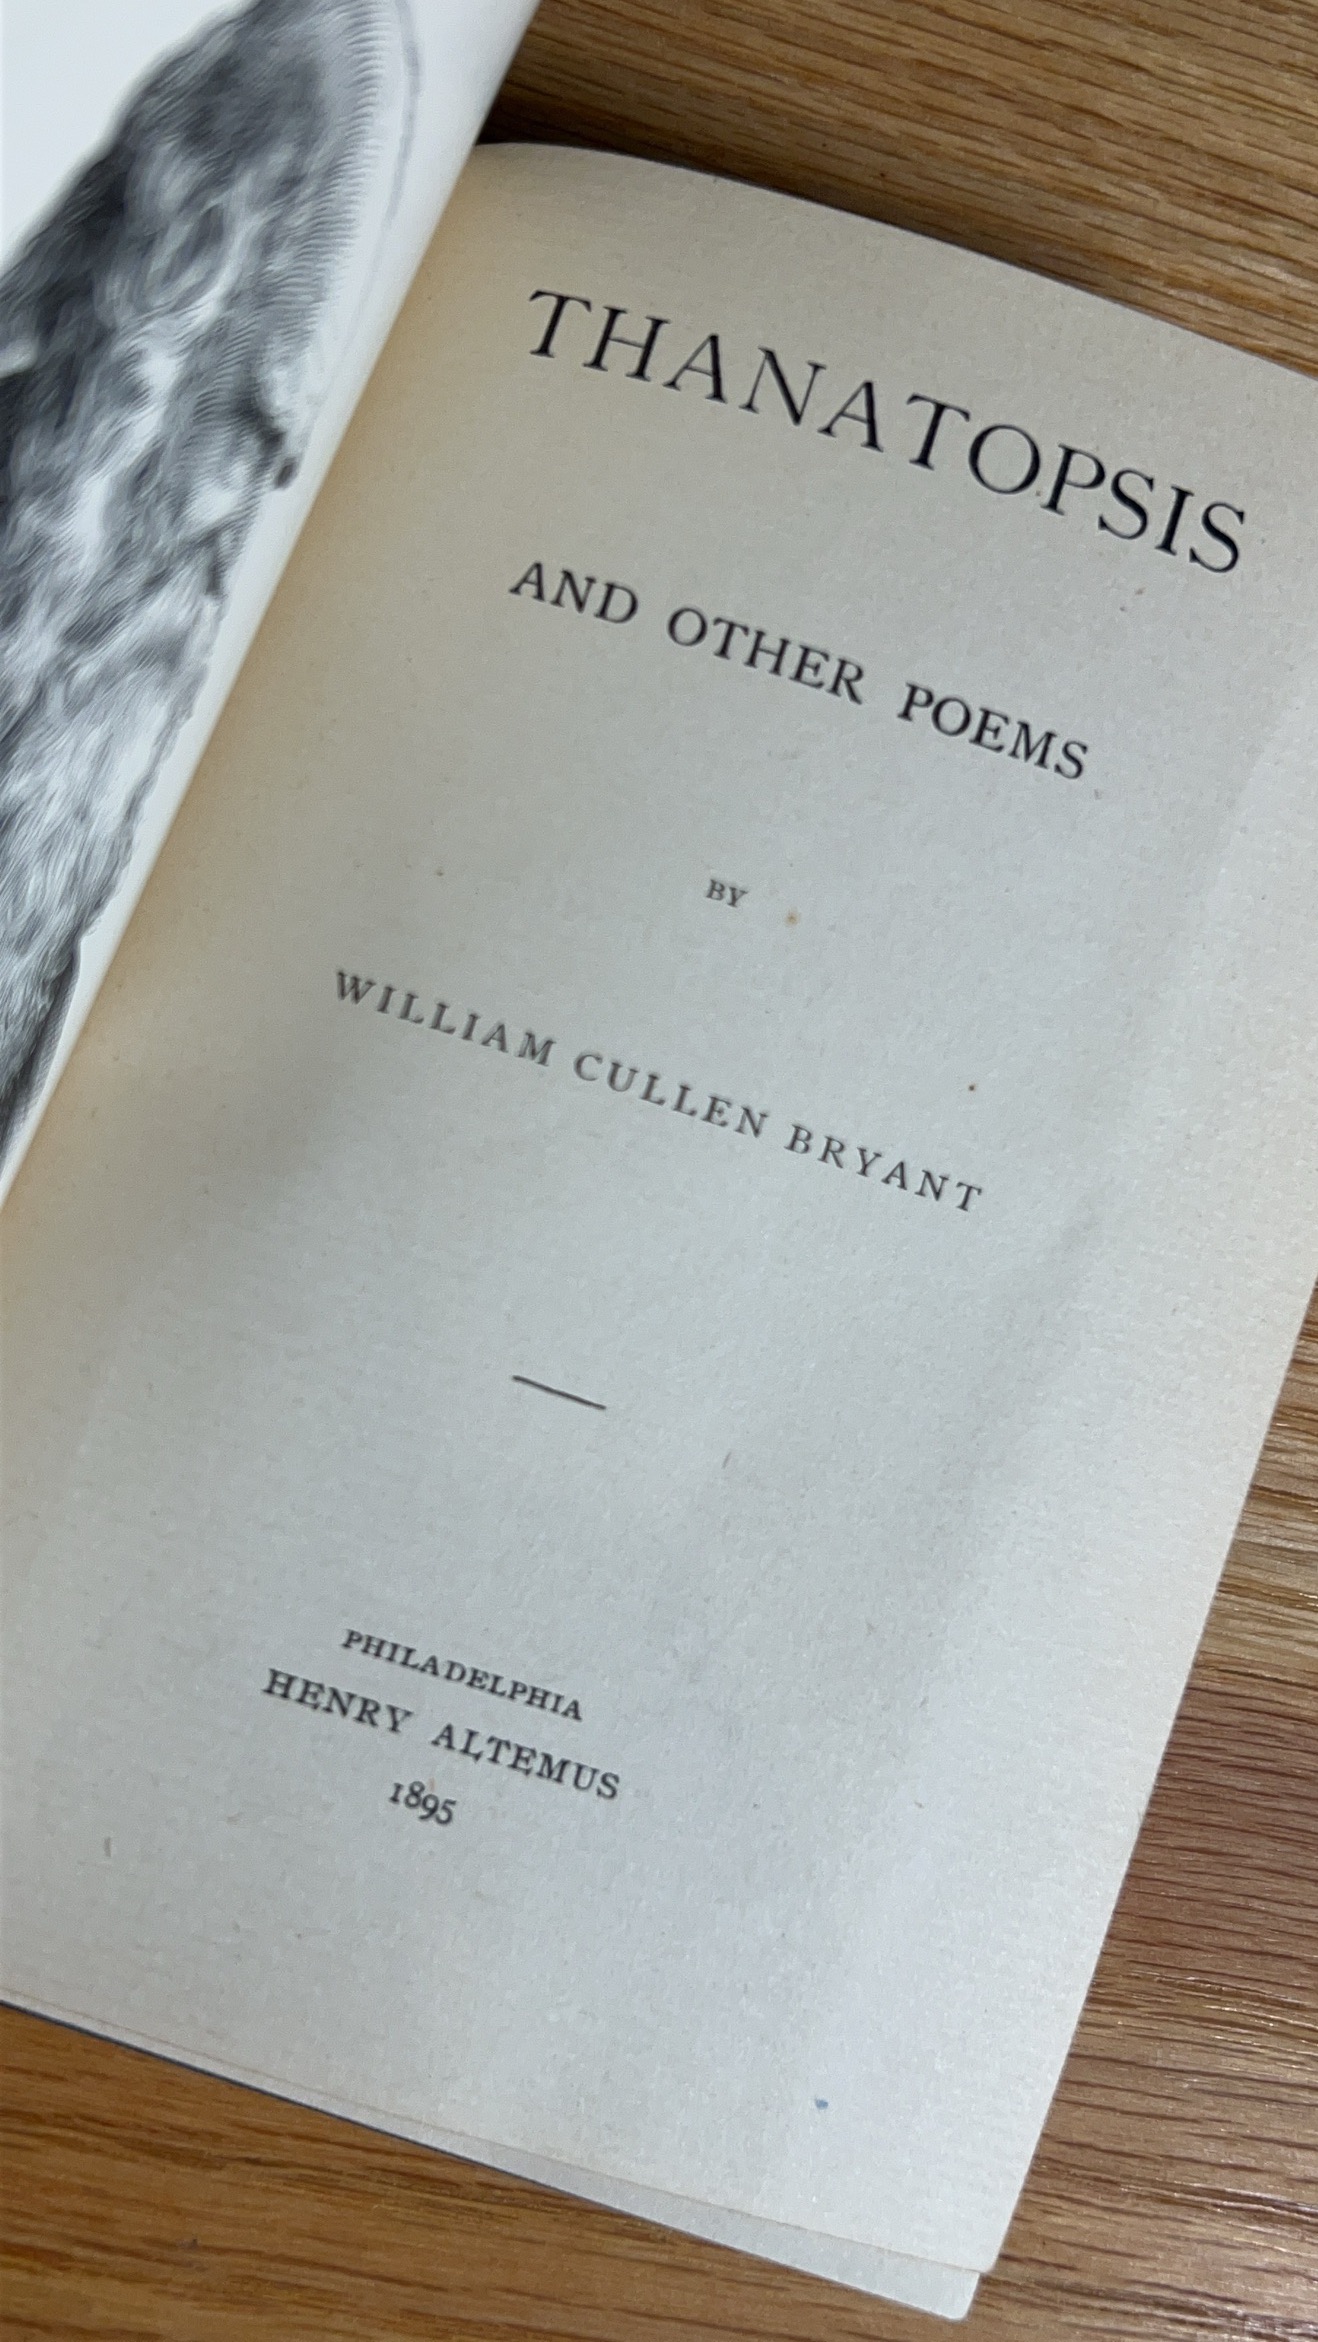 THANATOPSIS
AND OTHER POEMS
BY
WILLIAM CULLEN BRYANT
PHILADELPHIA
HENRY ALTEMUS
1895